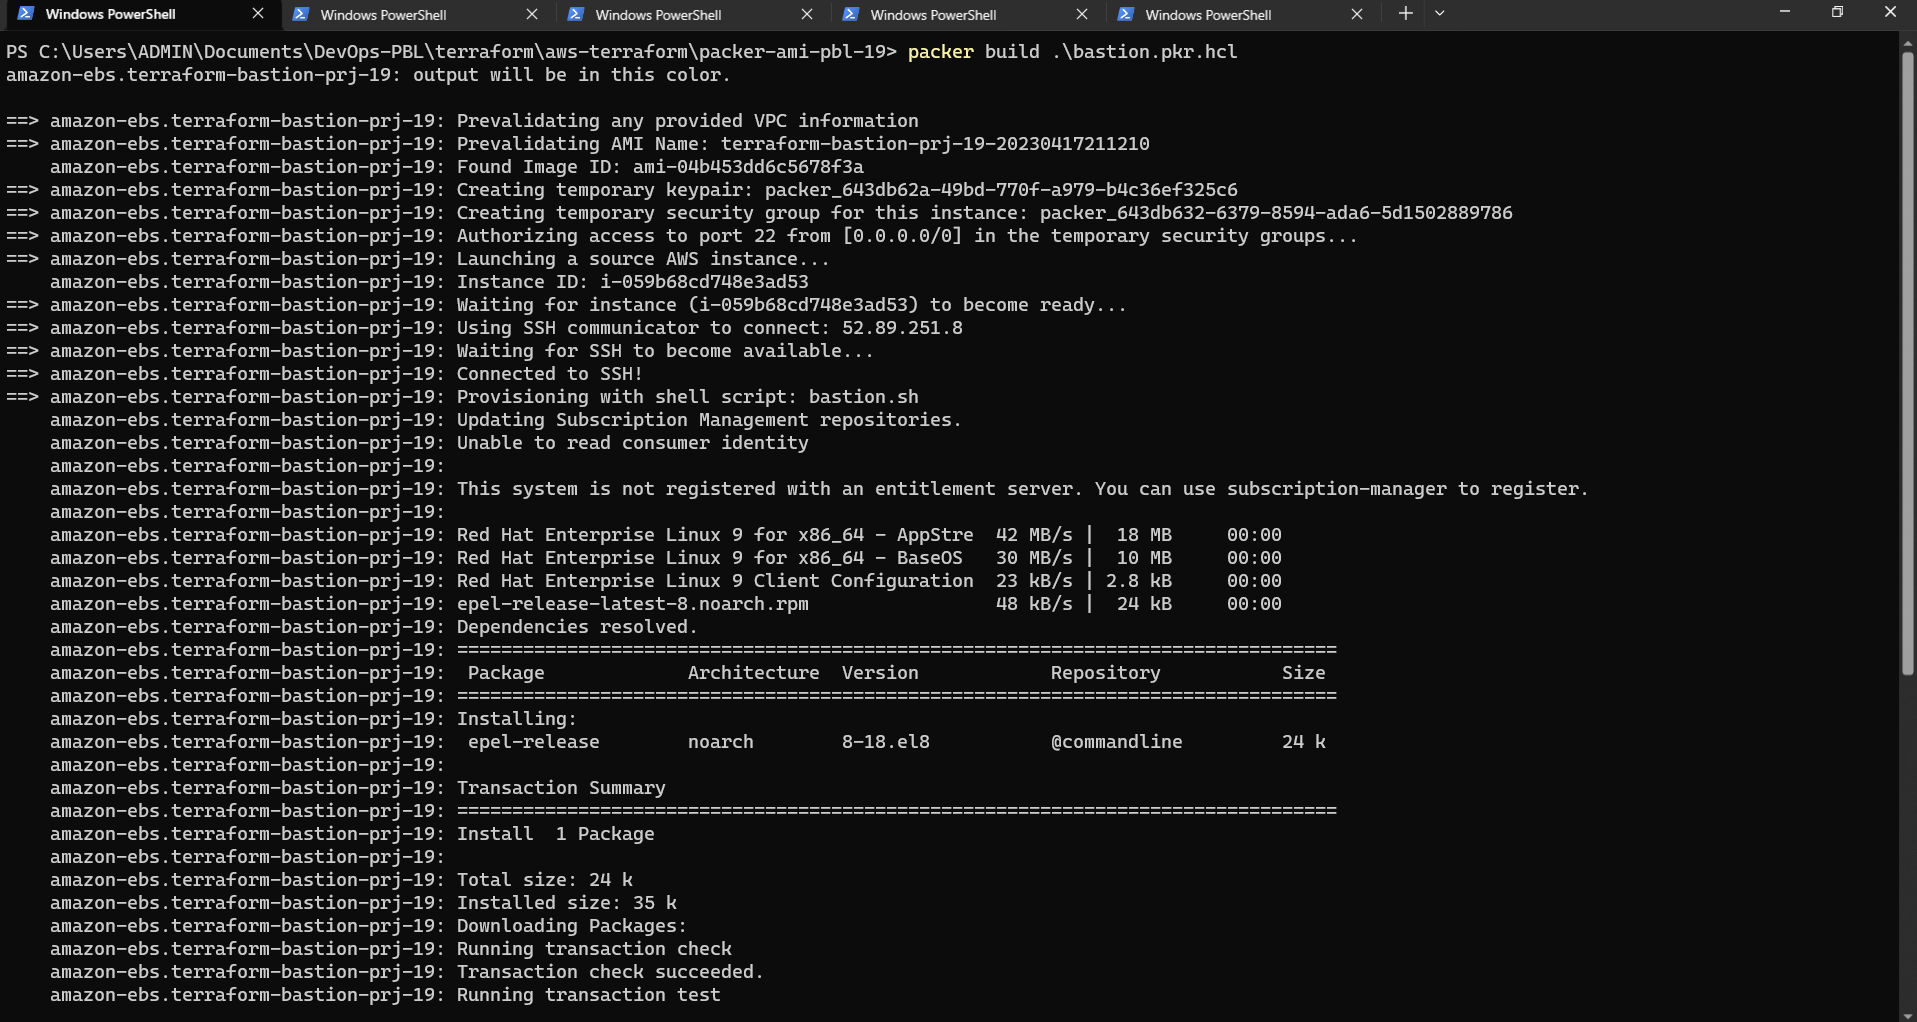 Windows PowerShell
Windows PowerShell
Windows PowerShell
Windows PowerShell
Windows PowerShell
PS C:\Users\ADMIN\Documents\DevOps-PBL\terraform\aws-terraform\packer-ami-pbl-19> packer build .\bastion.pkr.hcl
amazon-ebs.terraform-bastion-prj-19: output will be in this color.
==> amazon-ebs.terraform-bastion-prj-19: Prevalidating any provided VPC information
==> amazon-ebs.terraform-bastion-prj-19: Prevalidating AMI Name: terraform-bastion-prj-19-20230417211210
amazon-ebs.terraform-bastion-prj-19: Found Image ID: ami-04b453dd6c5678f3a
==> amazon-ebs.terraform-bastion-prj-19: Creating temporary keypair: packer_643db62a-49bd-770f-a979-b4c36ef325c6
==> amazon-ebs.terraform-bastion-prj-19: Creating temporary security group for this instance: packer_643db632-6379-8594-ada6-5d1502889786
==> amazon-ebs.terraform-bastion-prj-19: Authorizing access to port 22 from [0.0.0.0/0] in the temporary security groups...
==> amazon-ebs.terraform-bastion-prj-19: Launching a source AWS instance...
amazon-ebs.terraform-bastion-prj-19: Instance ID: i-059b68cd748e3ad53
==> amazon-ebs.terraform-bastion-prj-19: Waiting for instance (i-059b68cd748e3ad53) to become ready...
==> amazon-ebs.terraform-bastion-prj-19: Using SSH communicator to connect: 52.89.251.8
==> amazon-ebs.terraform-bastion-prj-19: Waiting for SSH to become available...
==> amazon-ebs.terraform-bastion-prj-19: Connected to SSH!
==> amazon-ebs.terraform-bastion-prj-19: Provisioning with shell script: bastion.sh
amazon-ebs.terraform-bastion-prj-19: Updating Subscription Management repositories.
amazon-ebs.terraform-bastion-prj-19: Unable to read consumer identity
amazon-ebs.terraform-bastion-prj-19:
amazon-ebs.terraform-bastion-prj-19: This system is not registered with an entitlement server. You can use subscription-manager to register.
amazon-ebs.terraform-bastion-prj-19:
amazon-ebs.terraform-bastion-prj-19: Red Hat Enterprise Linux 9 for x86_64 - AppStre 42 MB/s | 18 MB 00:00
amazon-ebs.terraform-bastion-prj-19: Red Hat Enterprise Linux 9 for x86_64 - BaseOS 30 MB/s | 10 MB 00:00
amazon-ebs.terraform-bastion-prj-19: Red Hat Enterprise Linux 9 Client Configuration 23 kB/s | 2.8 kB 00:00
amazon-ebs.terraform-bastion-prj-19: epel-release-latest-8.noarch.rpm 48 kB/s | 24 kB 00:00
amazon-ebs.terraform-bastion-prj-19: Dependencies resolved.
amazon-ebs.terraform-bastion-prj-19: ================================================================================
amazon-ebs.terraform-bastion-prj-19: Package Architecture Version Repository Size
amazon-ebs.terraform-bastion-prj-19: ================================================================================
amazon-ebs.terraform-bastion-prj-19: Installing:
amazon-ebs.terraform-bastion-prj-19: epel-release noarch 8-18.el8 @commandline 24 k
amazon-ebs.terraform-bastion-prj-19:
amazon-ebs.terraform-bastion-prj-19: Transaction Summary
amazon-ebs.terraform-bastion-prj-19: ================================================================================
amazon-ebs.terraform-bastion-prj-19: Install 1 Package
amazon-ebs.terraform-bastion-prj-19:
amazon-ebs.terraform-bastion-prj-19: Total size: 24 k
amazon-ebs.terraform-bastion-prj-19: Installed size: 35 k
amazon-ebs.terraform-bastion-prj-19: Downloading Packages:
amazon-ebs.terraform-bastion-prj-19: Running transaction check
amazon-ebs.terraform-bastion-prj-19: Transaction check succeeded.
amazon-ebs.terraform-bastion-prj-19: Running transaction test